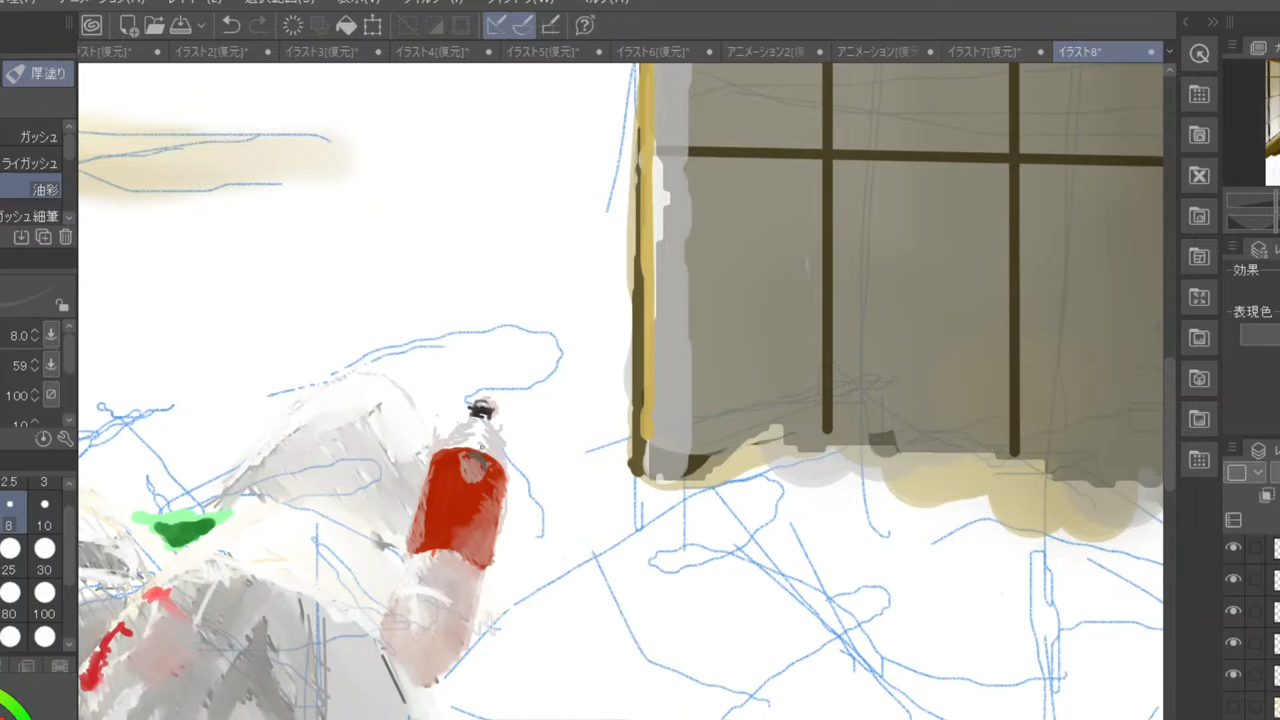 イラスト2[復元]*
イラスト3[復元]*
イラスト4[復元]*
イラスト5[復元]*
イラスト6[復元]*
アニメーション2[復
アニメーション[復元
イラスト7[復元]*
イラスト8*
厚塗り
ガッシュ
ライガッシュ
油彩
ガッシュ細筆
8.0
59
100
2.5 3
8 10
25 30
80 100
効果
表現色